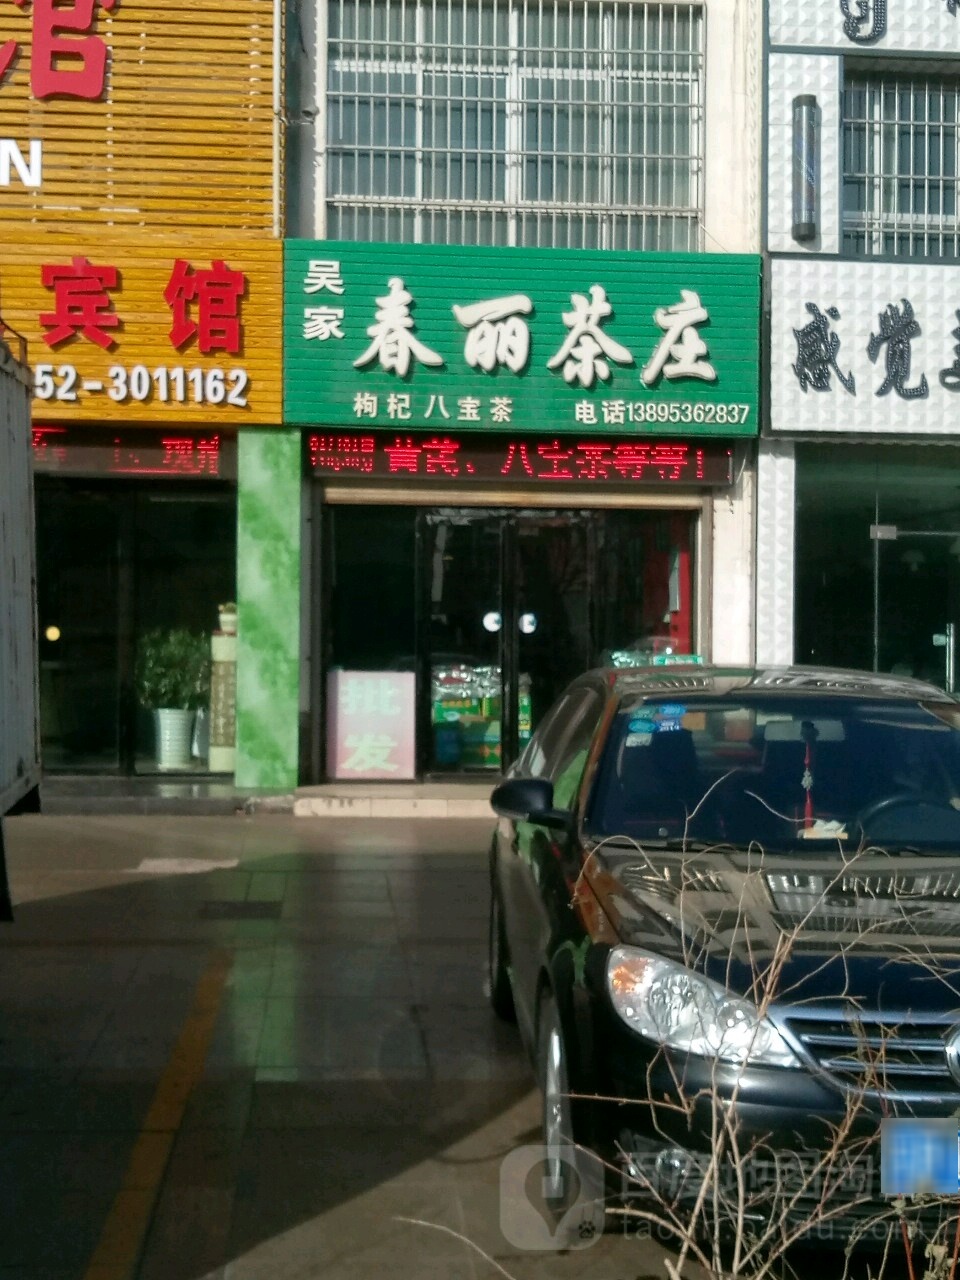 馆
N
宾馆
52-3011162
吴家
春丽茶庄
枸杞八宝茶
电话13895362837
黄芪、八宝茶等等！
感觉
批发